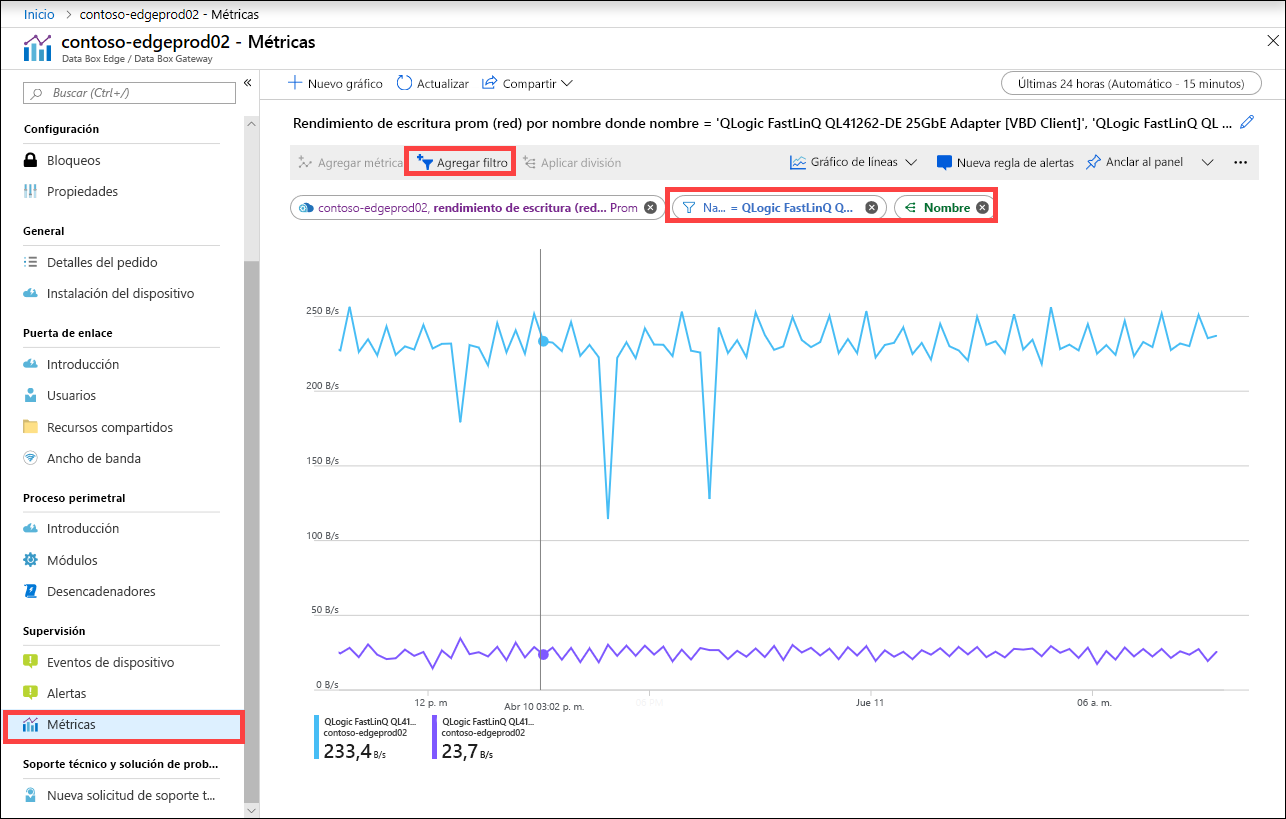 Inicio > contoso-edgeprod02 - Métricas
contoso-edgeprod02 - Métricas
Data Box Edge / Data Box Gateway
Buscar (Ctrl+/)
«
Configuración
Bloqueos
Propiedades
General
Detalles del pedido
Instalación del dispositivo
Puerta de enlace
Introducción
Usuarios
Recursos compartidos
Ancho de banda
Proceso perimetral
Introducción
Módulos
Desencadenadores
Supervisión
Eventos de dispositivo
Alertas
Métricas
Soporte técnico y solución de prob...
Nueva solicitud de soporte t...
Nuevo gráfico Actualizar Compartir
Últimas 24 horas (Automático - 15 minutos)
Rendimiento de escritura prom (red) por nombre donde nombre = 'QLogic FastLinQ QL41262-DE 25GbE Adapter [VBD Client]', 'QLogic FastLinQ QL ...
Agregar métrica Agregar filtro Aplicar división Gráfico de líneas Nueva regla de alertas Anclar al panel ...
contoso-edgeprod02, rendimiento de escritura (red... Prom Na... = QLogic FastLinQ Q... Nombre
250 B/s
200 B/s
150 B/s
100 B/s
50 B/s
0 B/s
12 p. m Abr 10 03:02 p. m. 06 PM Jue 11 06 a. m.
QLogic FastLinQ QL41... QLogic FastLinQ QL41...
contoso-edgeprod02 contoso-edgeprod02
233,4 B/s 23,7 B/s